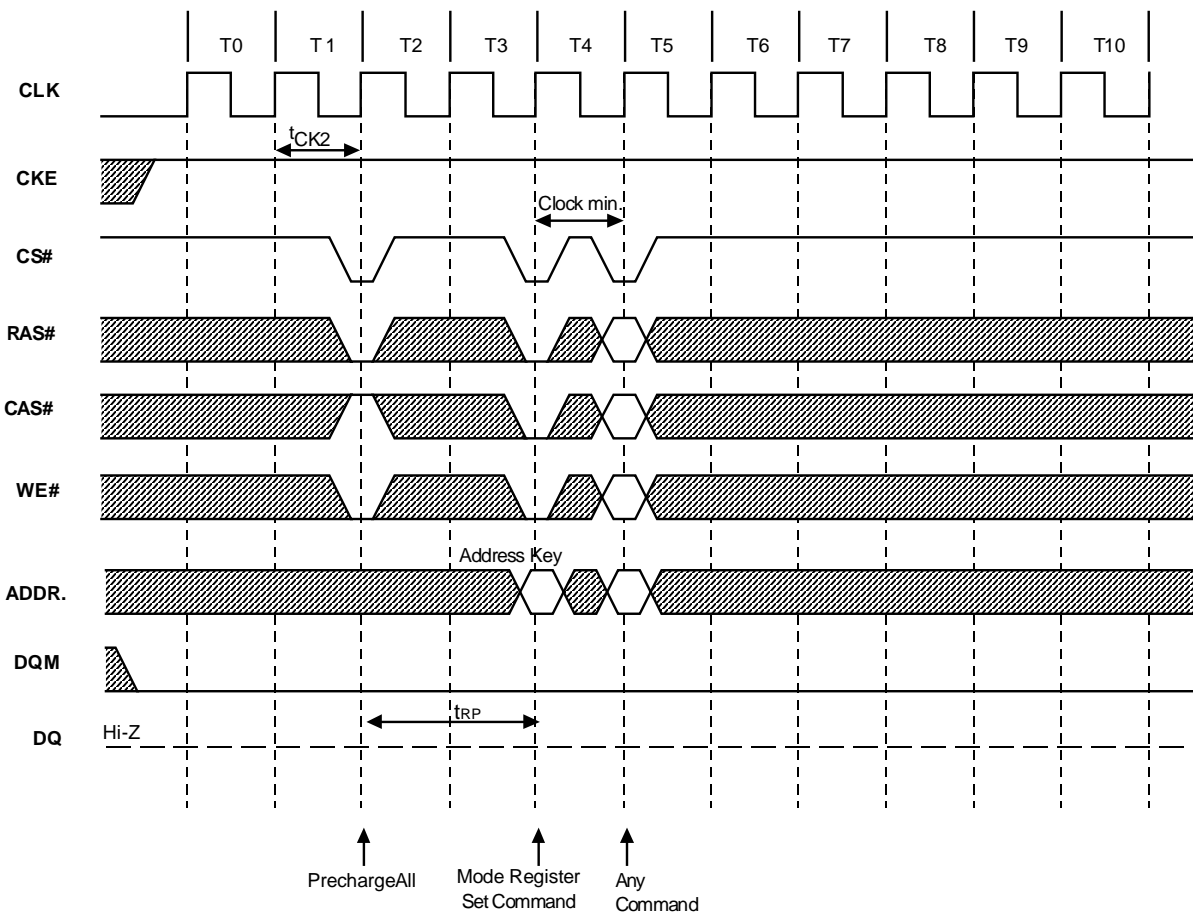 T0 T1 T2 T3 T4 T5 T6 T7 T8 T9 T10
CLK
tCK2
CKE
Clock min.
CS#
RAS#
CAS#
WE#
Address Key
ADDR.
DQM
tRP
DQ Hi-Z
PrechargeAll
Mode Register
Set Command
Any
Command